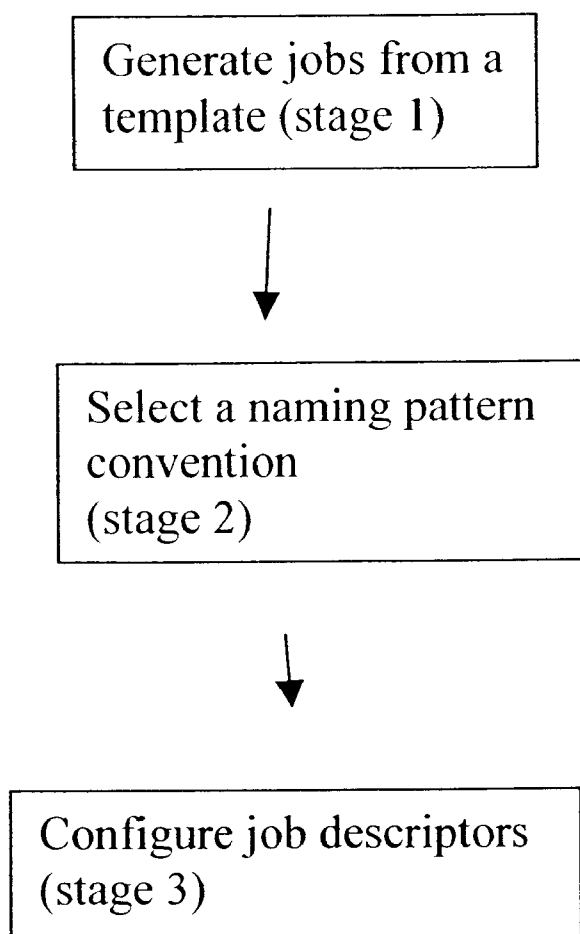 Generate jobs from a
template (stage 1)
Select a naming pattern
convention
(stage 2)
Configure job descriptors
(stage 3)